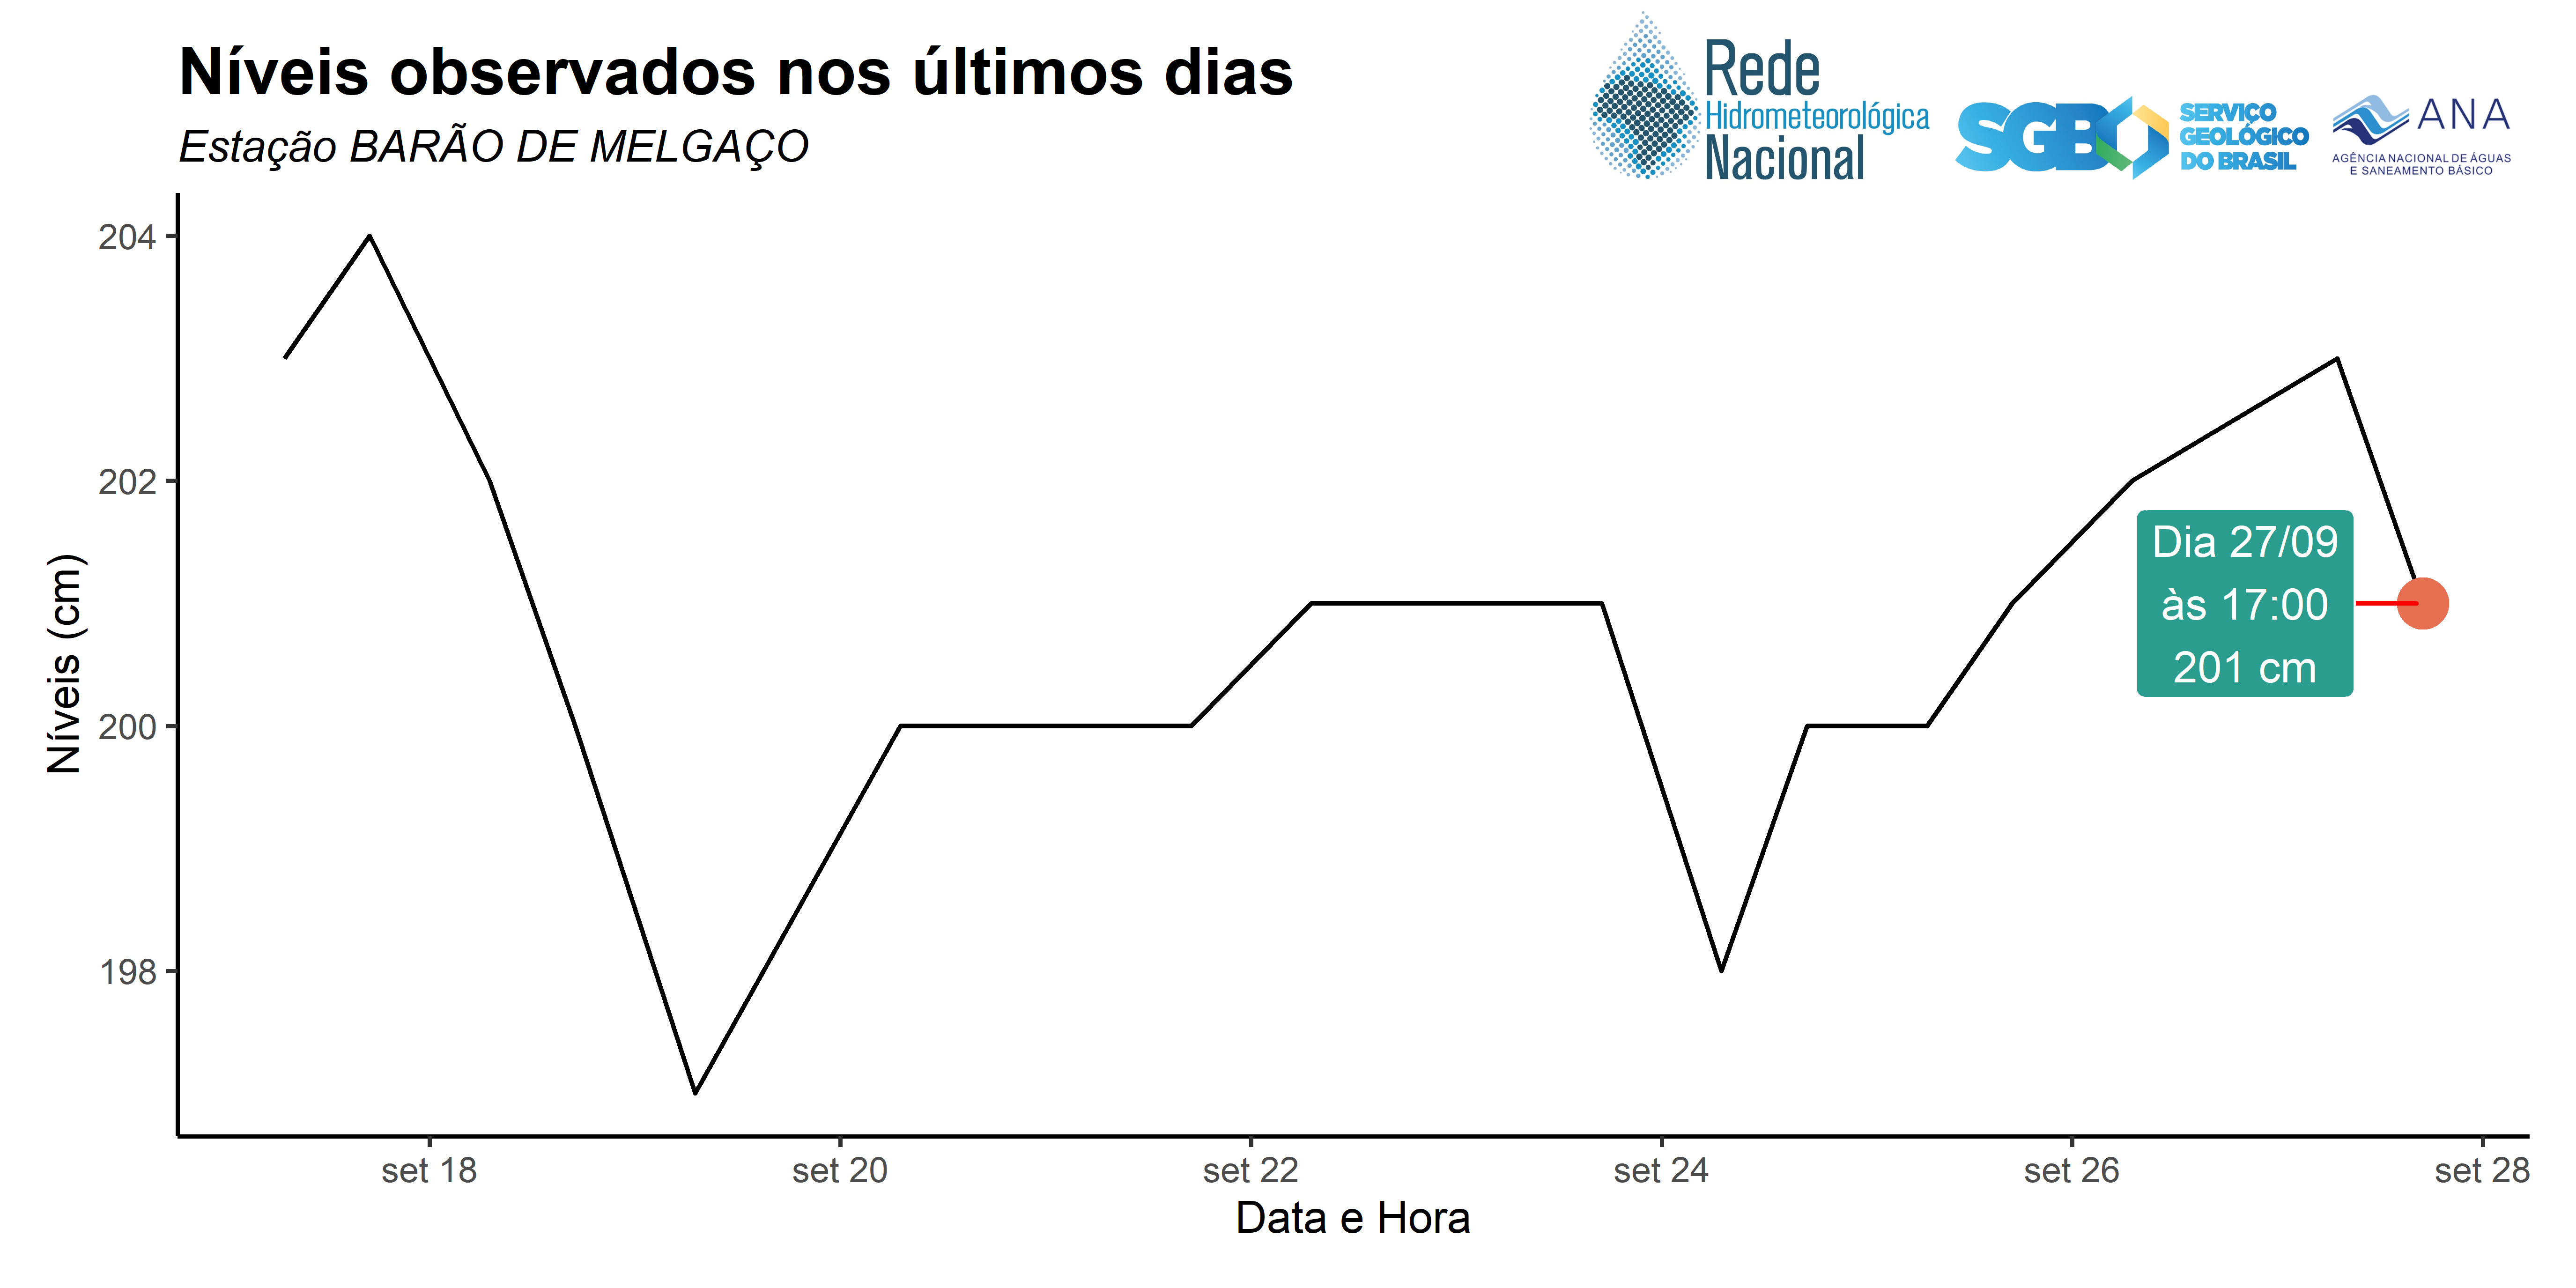 Níveis observados nos últimos dias
Estação BARÃO DE MELGAÇO
Rede
Hidrometeorológica
Nacional
SGB
SERVIÇO
GEOLÓGICO
DO BRASIL
ANA
AGÊNCIA NACIONAL DE ÁGUAS
E SANEAMENTO BÁSICO
Níveis (cm)
204
202
200
198
Dia 27/09
às 17:00
201 cm
set 18
set 20
set 22
set 24
set 26
set 28
Data e Hora